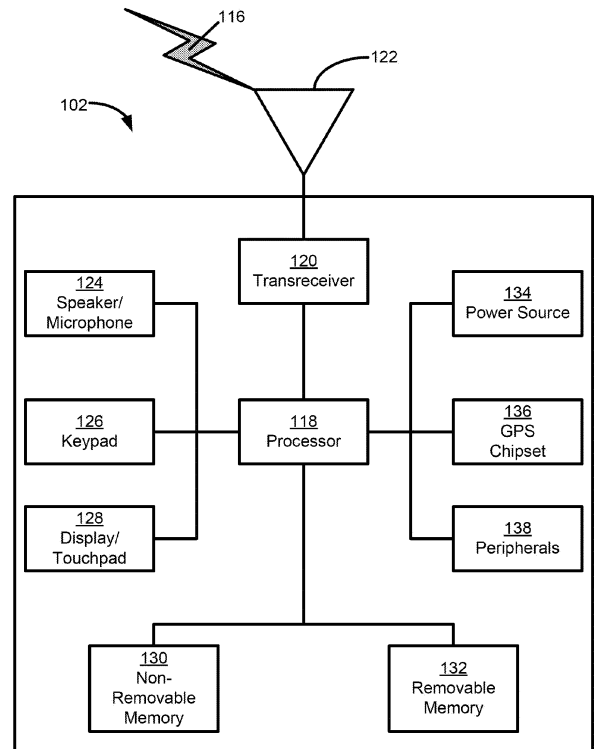 116
122
102
120
Transreceiver
124
Speaker/
Microphone
134
Power Source
126
Keypad
118
Processor
136
GPS
Chipset
128
Display/
Touchpad
138
Peripherals
130
Non-
Removable
Memory
132
Removable
Memory